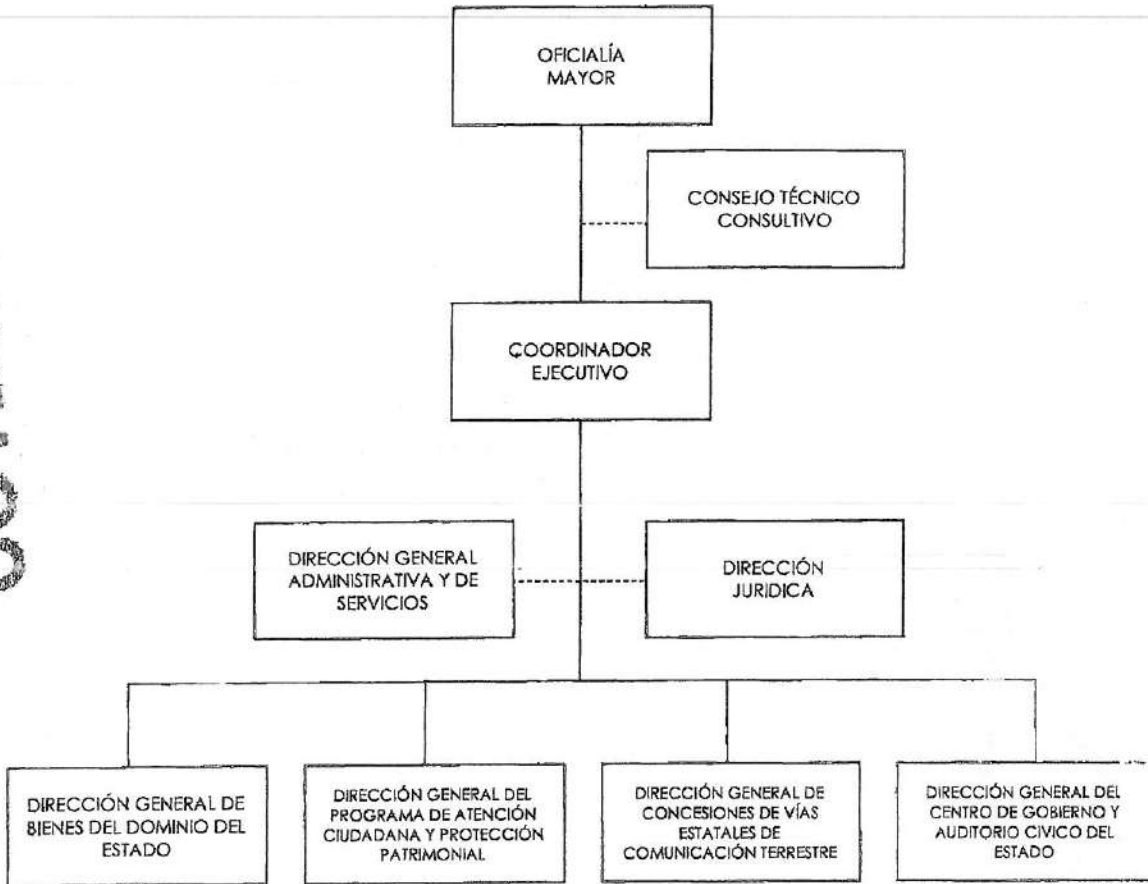 OFICIALÍA
MAYOR
CONSEJO TÉCNICO
CONSULTIVO
COORDINADOR
EJECUTIVO
DIRECCIÓN GENERAL
ADMINISTRATIVA Y DE
SERVICIOS
DIRECCIÓN
JURIDICA
DIRECCIÓN GENERAL DE
BIENES DEL DOMINIO DEL
ESTADO
DIRECCIÓN GENERAL DEL
PROGRAMA DE ATENCIÓN
CIUDADANA Y PROTECCIÓN
PATRIMONIAL
DIRECCIÓN GENERAL DE
CONCESIONES DE VÍAS
ESTATALES DE
COMUNICACIÓN TERRESTRE
DIRECCIÓN GENERAL DEL
CENTRO DE GOBIERNO Y
AUDITORIO CIVICO DEL
ESTADO